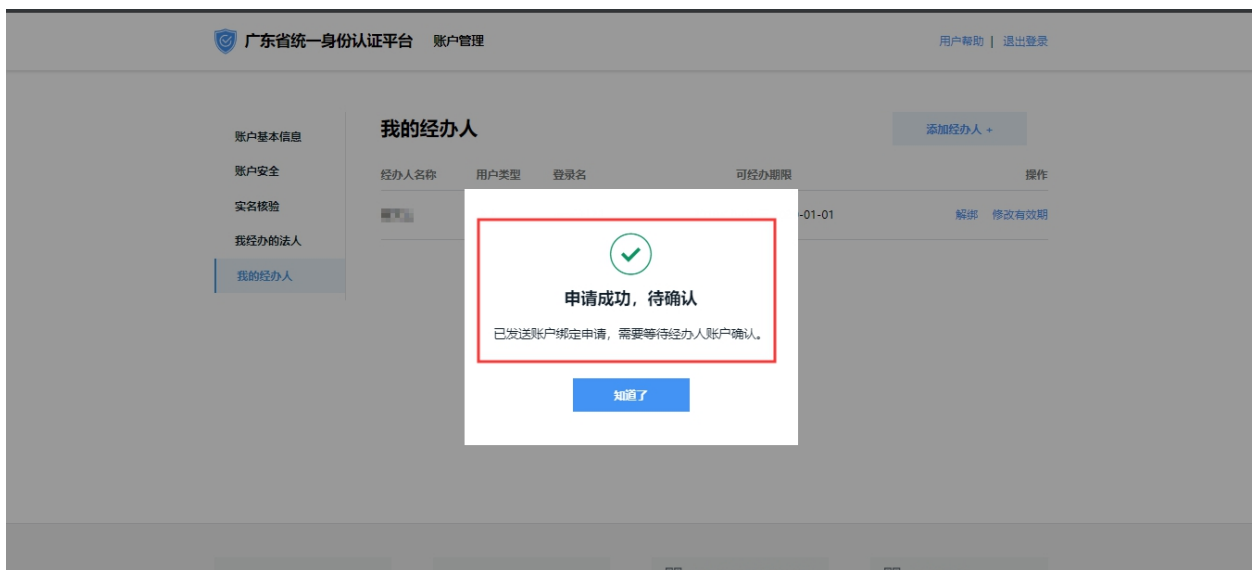 广东省统一身份认证平台 账户管理 用户帮助 | 退出登录
账户基本信息
账户安全
实名核验
我经办的法人
我的经办人
我的经办人 添加经办人 +
经办人名称 用户类型 登录名 可经办期限 操作
-01-01 解绑 修改有效期
申请成功，待确认
已发送账户绑定申请，需要等待经办人账户确认。
知道了